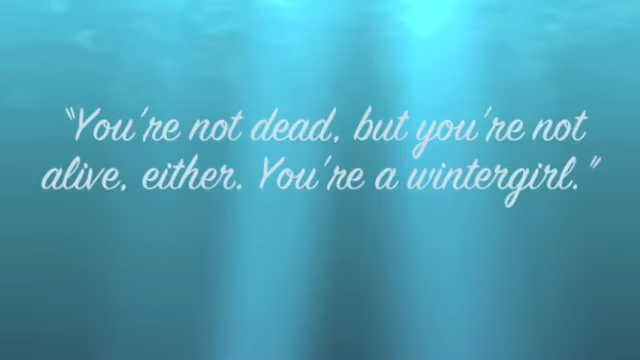 “You're not dead, but you're not
alive, either. You're a wintergirl.”